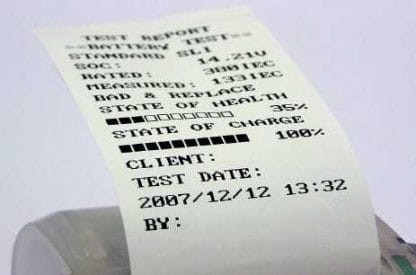 TEST REPORT
==BATTERY TEST==
STANDARD SLI
SOC: 14.21V
RATED: 380IEC
MEASURED: 133IEC
BAD & REPLACE
STATE OF HEALTH
35%
STATE OF CHARGE
100%
CLIENT:
TEST DATE:
2007/12/12 13:32
BY: